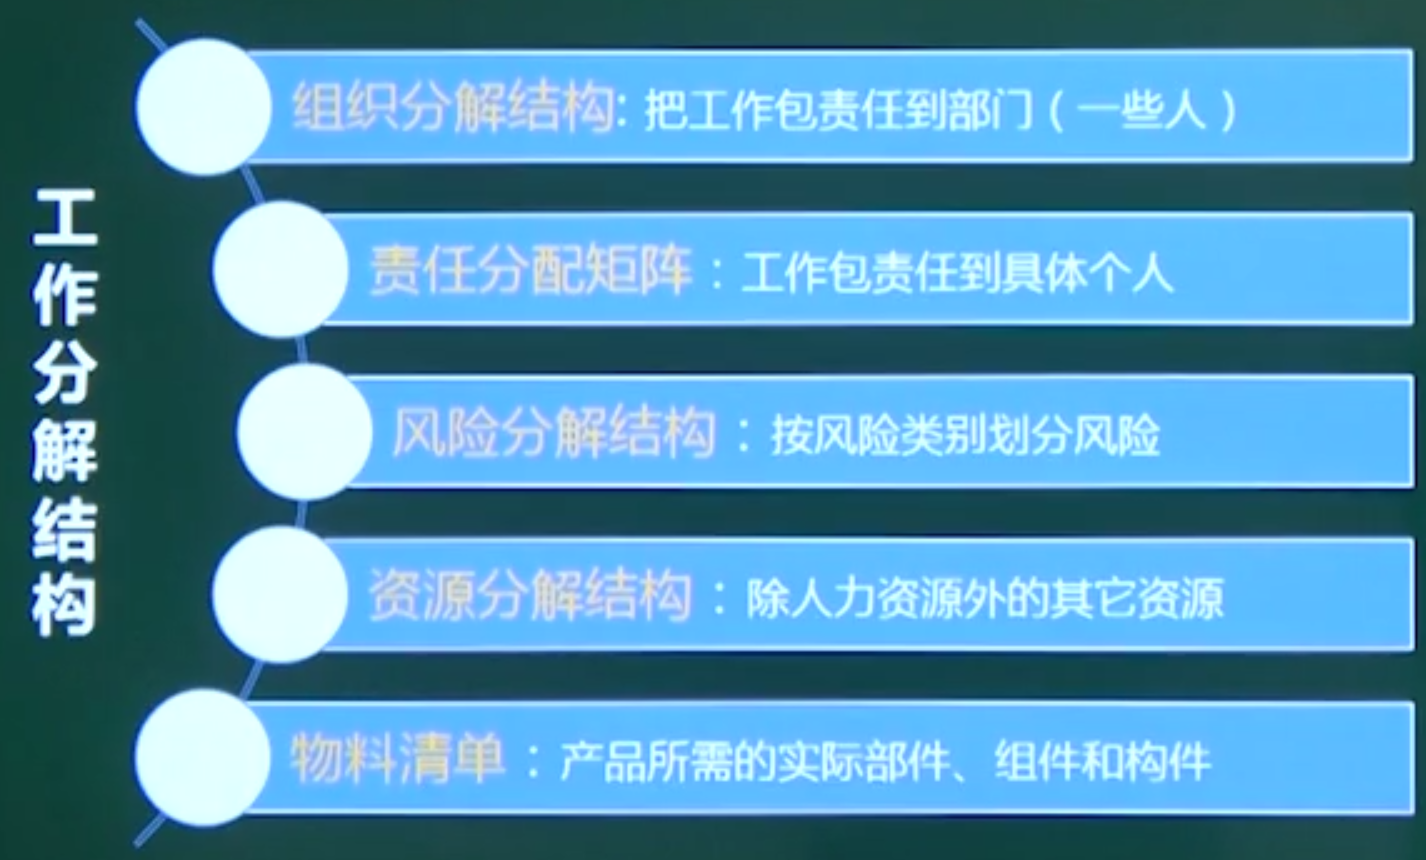 工作分解结构
组织分解结构: 把工作包责任到部门（一些人）
责任分配矩阵：工作包责任到具体个人
风险分解结构：按风险类别划分风险
资源分解结构：除人力资源外的其它资源
物料清单：产品所需的实际部件、组件和构件